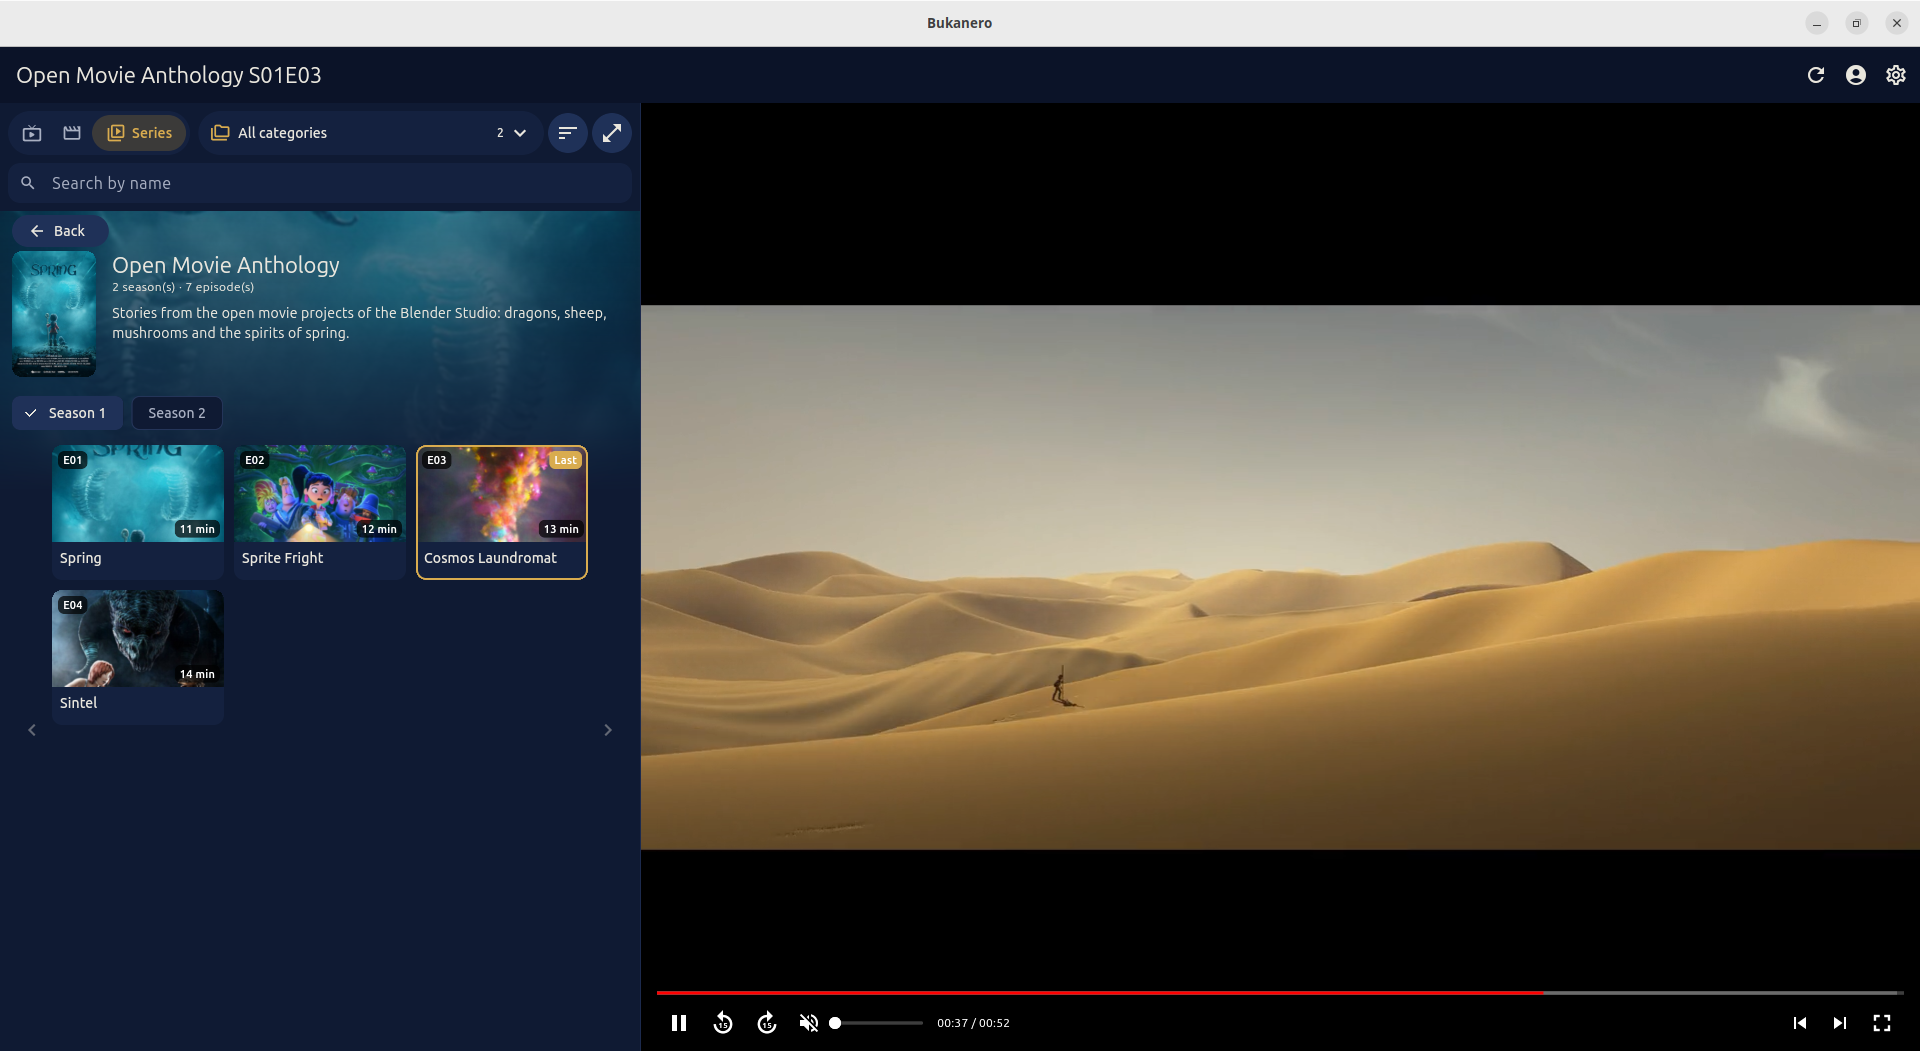 Bukanero
Open Movie Anthology S01E03
Series
All categories
2
Search by name
Back
SPRING
Open Movie Anthology
2 season(s) · 7 episode(s)
Stories from the open movie projects of the Blender Studio: dragons, sheep,
mushrooms and the spirits of spring.
Season 1
Season 2
SPRING
E01
11 min
Spring
E02
12 min
Sprite Fright
E03
Last
13 min
Cosmos Laundromat
E04
14 min
Sintel
15
15
00:37 / 00:52